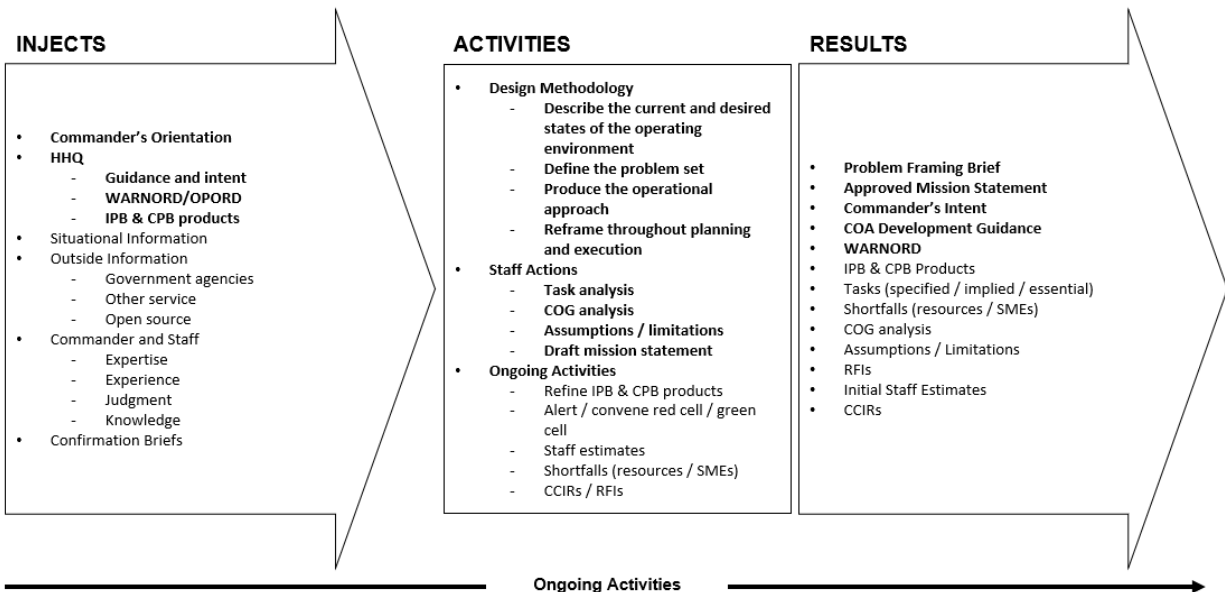 INJECTS
• Commander's Orientation
• HHQ
- Guidance and intent
- WARNORD/OPORD
- IPB & CPB products
• Situational Information
• Outside Information
- Government agencies
- Other service
- Open source
• Commander and Staff
- Expertise
- Experience
- Judgment
- Knowledge
• Confirmation Briefs
ACTIVITIES
• Design Methodology
- Describe the current and desired
states of the operating
environment
- Define the problem set
- Produce the operational
approach
- Reframe throughout planning
and execution
• Staff Actions
- Task analysis
- COG analysis
- Assumptions / limitations
- Draft mission statement
• Ongoing Activities
- Refine IPB & CPB products
- Alert / convene red cell / green
cell
- Staff estimates
- Shortfalls (resources / SMEs)
- CCIRs / RFIs
RESULTS
• Problem Framing Brief
• Approved Mission Statement
• Commander's Intent
• COA Development Guidance
• WARNORD
• IPB & CPB Products
• Tasks (specified / implied / essential)
• Shortfalls (resources / SMEs)
• COG analysis
• Assumptions / Limitations
• RFIs
• Initial Staff Estimates
• CCIRs
Ongoing Activities